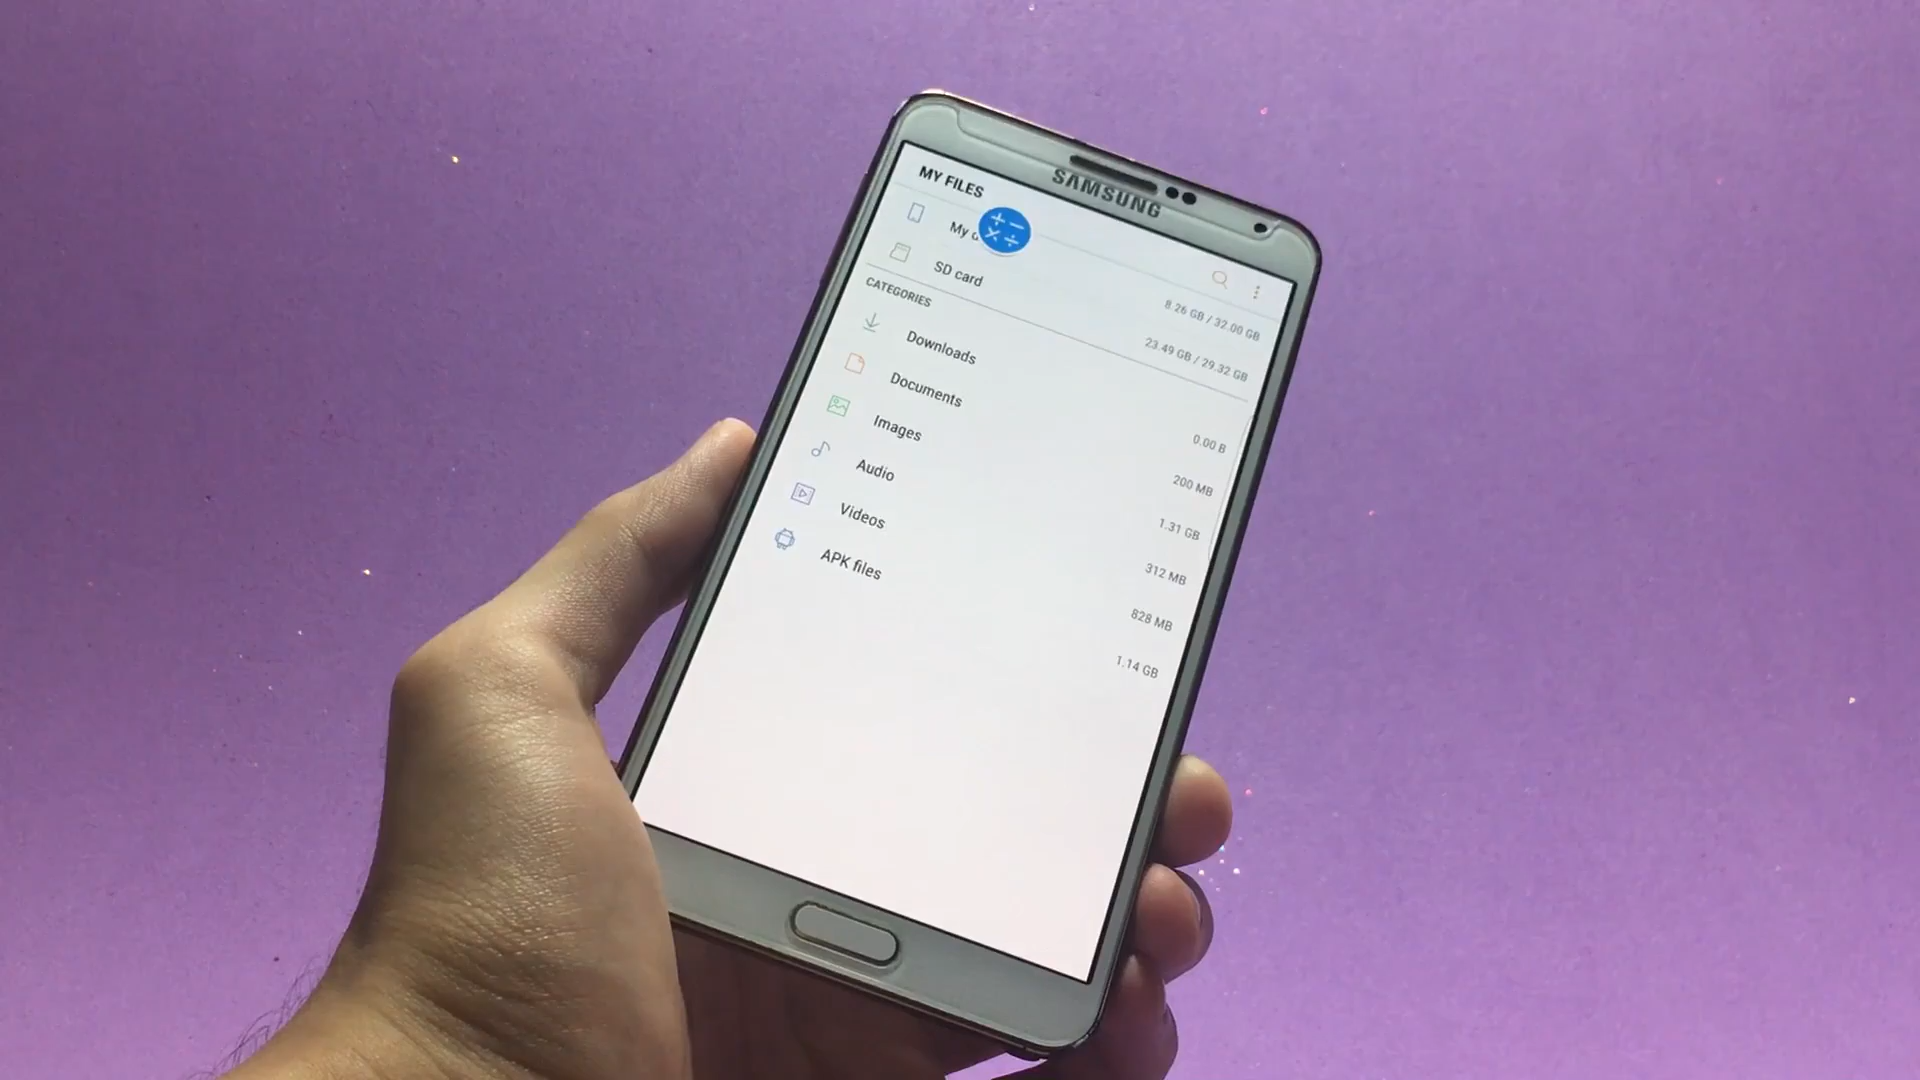 SAMSUNG
MY FILES
My d
8.26 GB / 32.00 GB
SD card
23.49 GB / 29.32 GB
CATEGORIES
Downloads
0.00 B
Documents
200 MB
Images
1.31 GB
Audio
312 MB
Videos
828 MB
APK files
1.14 GB